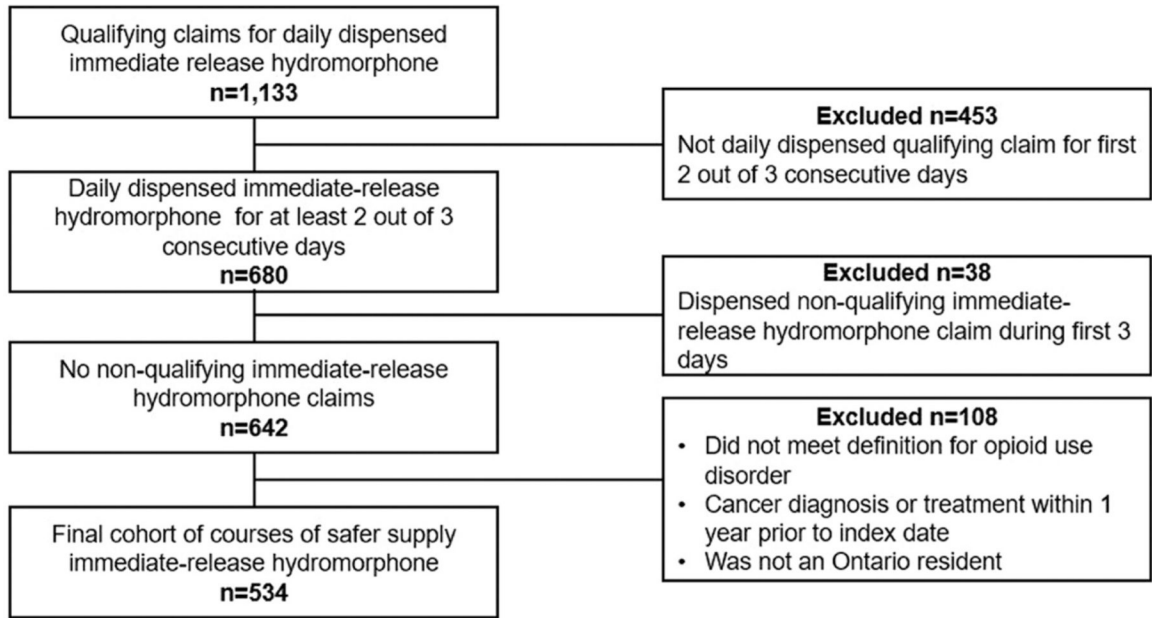 Qualifying claims for daily dispensed
immediate release hydromorphone
n=1,133
Excluded n=453
Not daily dispensed qualifying claim for first
2 out of 3 consecutive days
Daily dispensed immediate-release
hydromorphone for at least 2 out of 3
consecutive days
n=680
Excluded n=38
Dispensed non-qualifying immediate-
release hydromorphone claim during first 3
days
No non-qualifying immediate-release
hydromorphone claims
n=642
Excluded n=108
• Did not meet definition for opioid use
disorder
• Cancer diagnosis or treatment within 1
year prior to index date
• Was not an Ontario resident
Final cohort of courses of safer supply
immediate-release hydromorphone
n=534